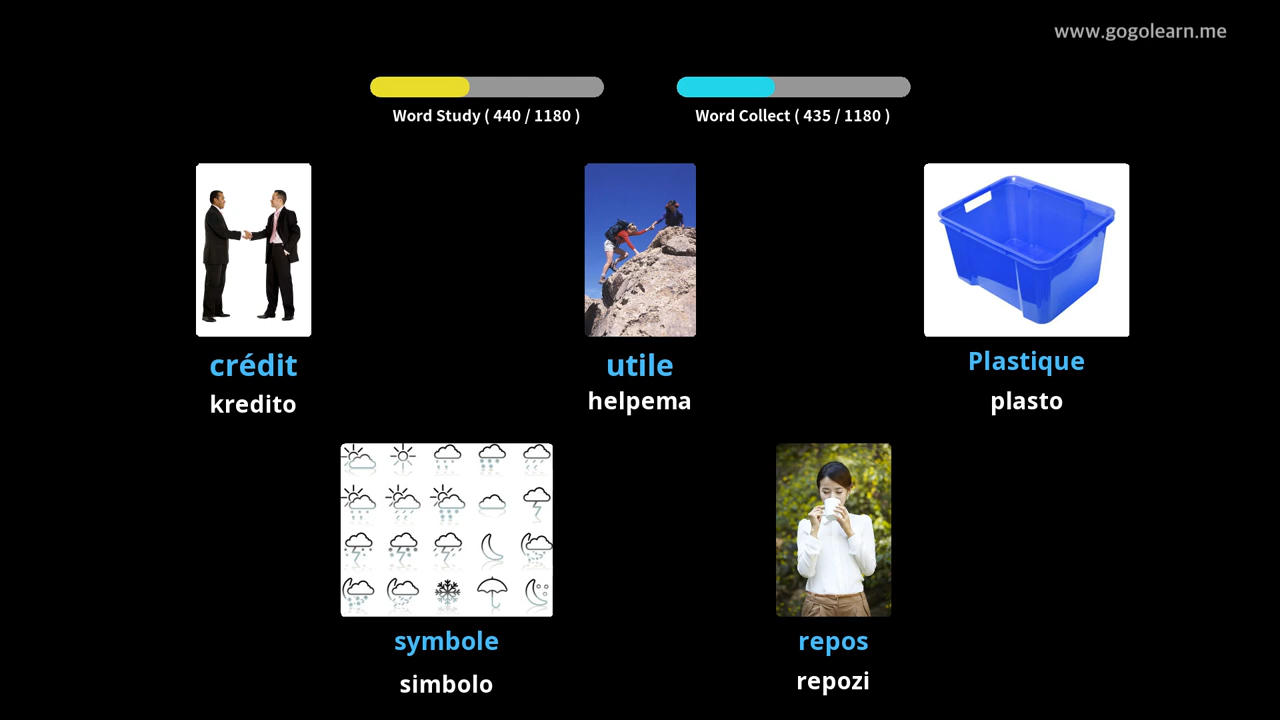 www.gogolearn.me
Word Study ( 440 / 1180 )
Word Collect ( 435 / 1180 )
crédit
kredito
utile
helpema
Plastique
plasto
symbole
simbolo
repos
repozi